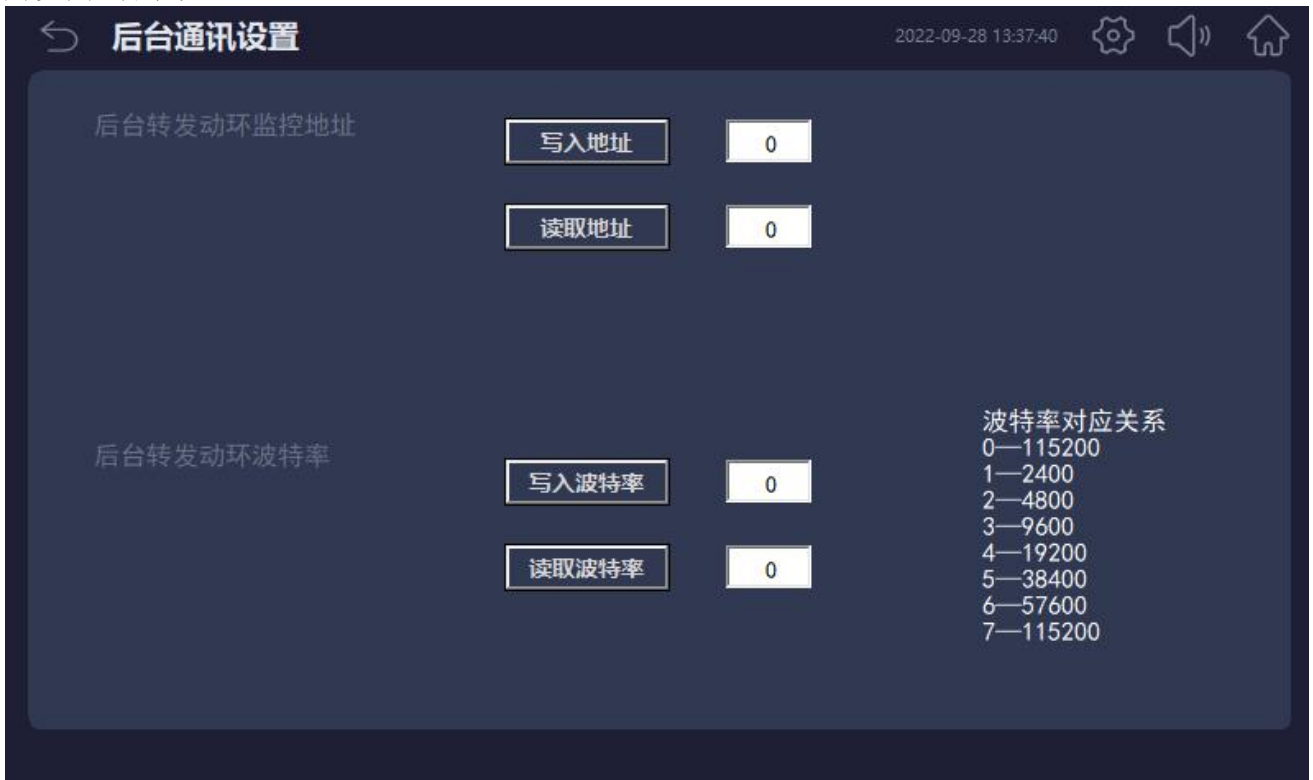 后台通讯设置
2022-09-28 13:37:40
后台转发动环监控地址
写入地址
0
读取地址
0
后台转发动环波特率
写入波特率
0
读取波特率
0
波特率对应关系
0—115200
1—2400
2—4800
3—9600
4—19200
5—38400
6—57600
7—115200